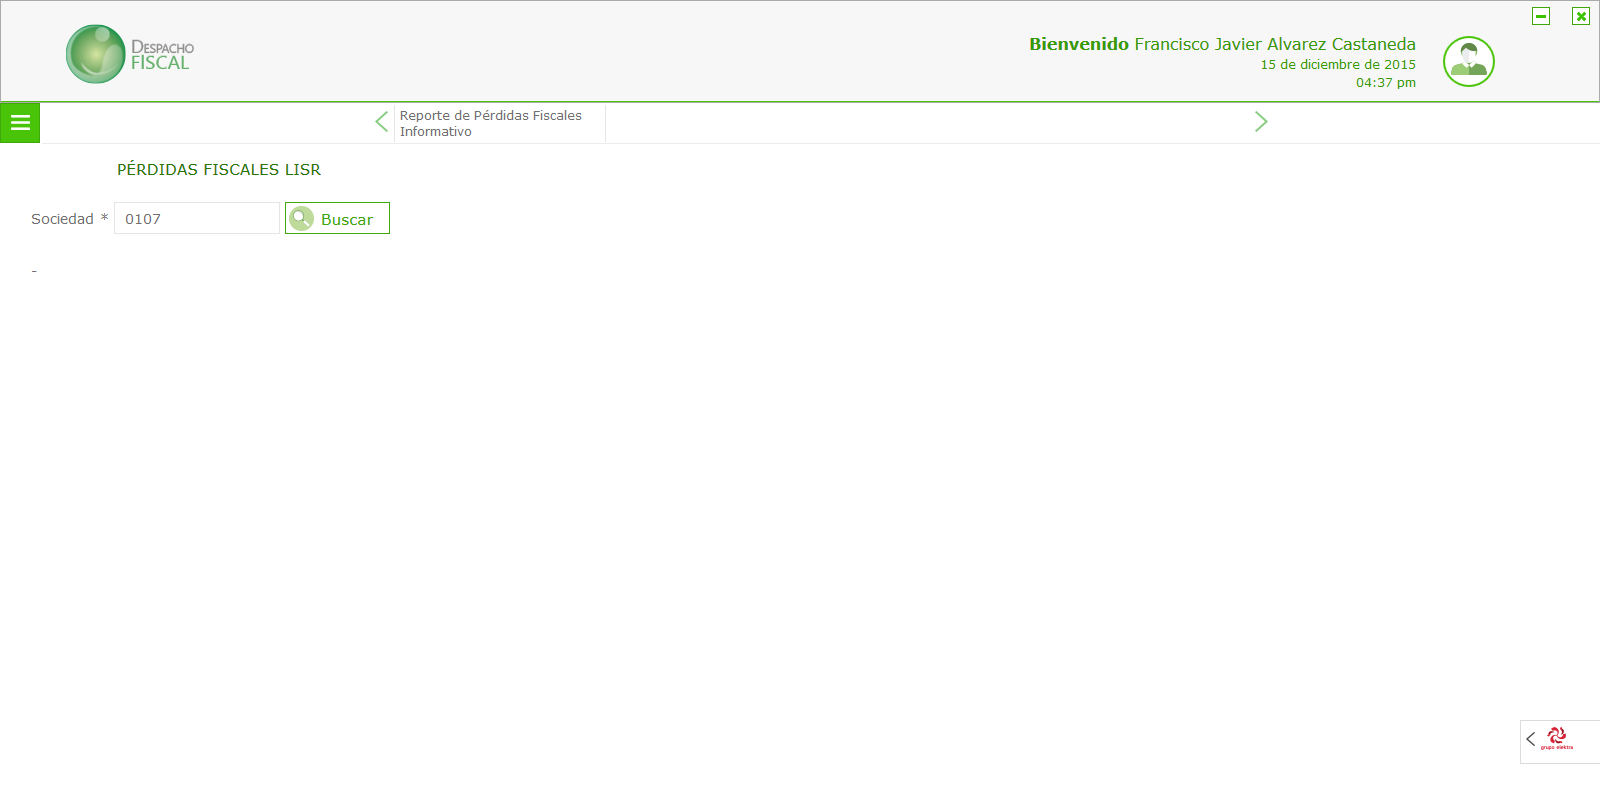 DESPACHO
FISCAL
Bienvenido Francisco Javier Alvarez Castaneda
15 de diciembre de 2015
04:37 pm
Reporte de Pérdidas Fiscales
Informativo
PÉRDIDAS FISCALES LISR
Sociedad * 0107 Buscar
-
grupo elektra